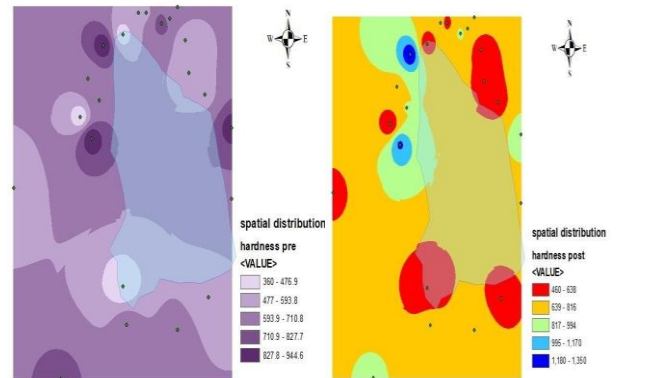 N
W E
S
spatial distribution
hardness pre
<VALUE>
360 - 476.9
477 - 593.8
593.9 - 710.8
710.9 - 827.7
827.8 - 944.6
N
W E
S
spatial distribution
hardness post
<VALUE>
460 - 638
639 - 816
817 - 994
995 - 1,170
1,180 - 1,350